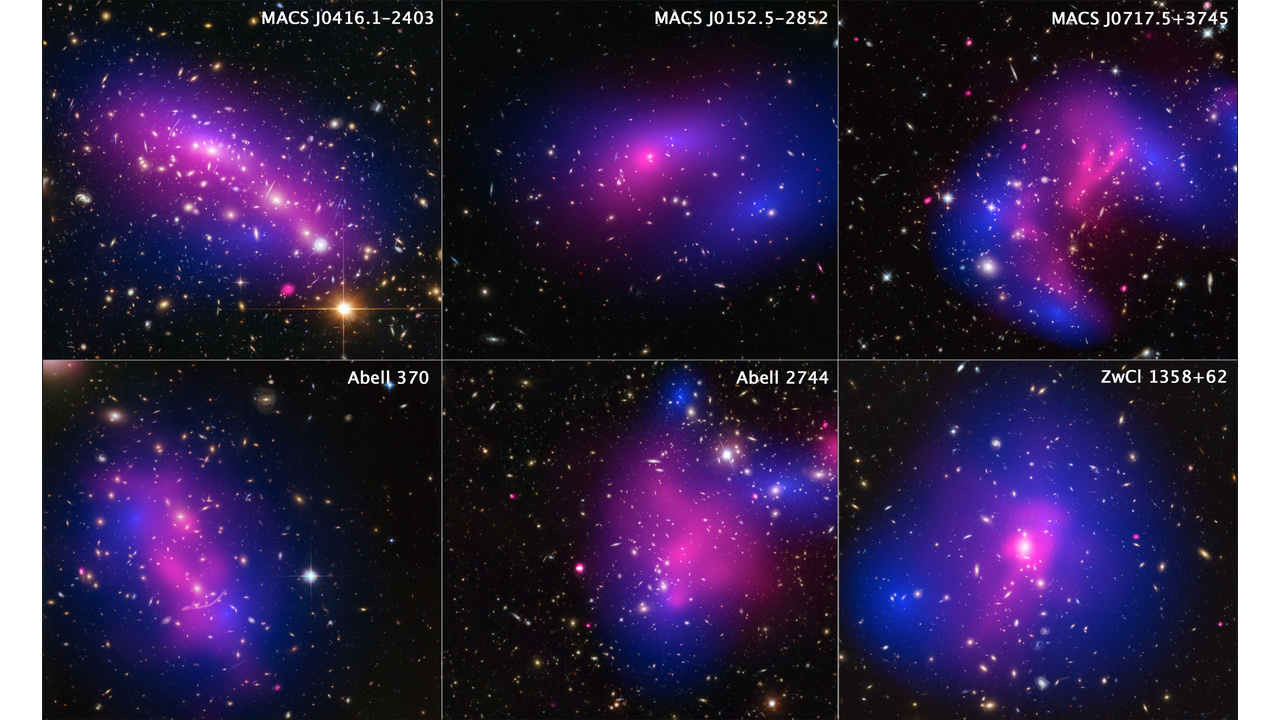 MACS J0416.1–2403
MACS J0152.5–2852
MACS J0717.5+3745
Abell 370
Abell 2744
ZwCl 1358+62